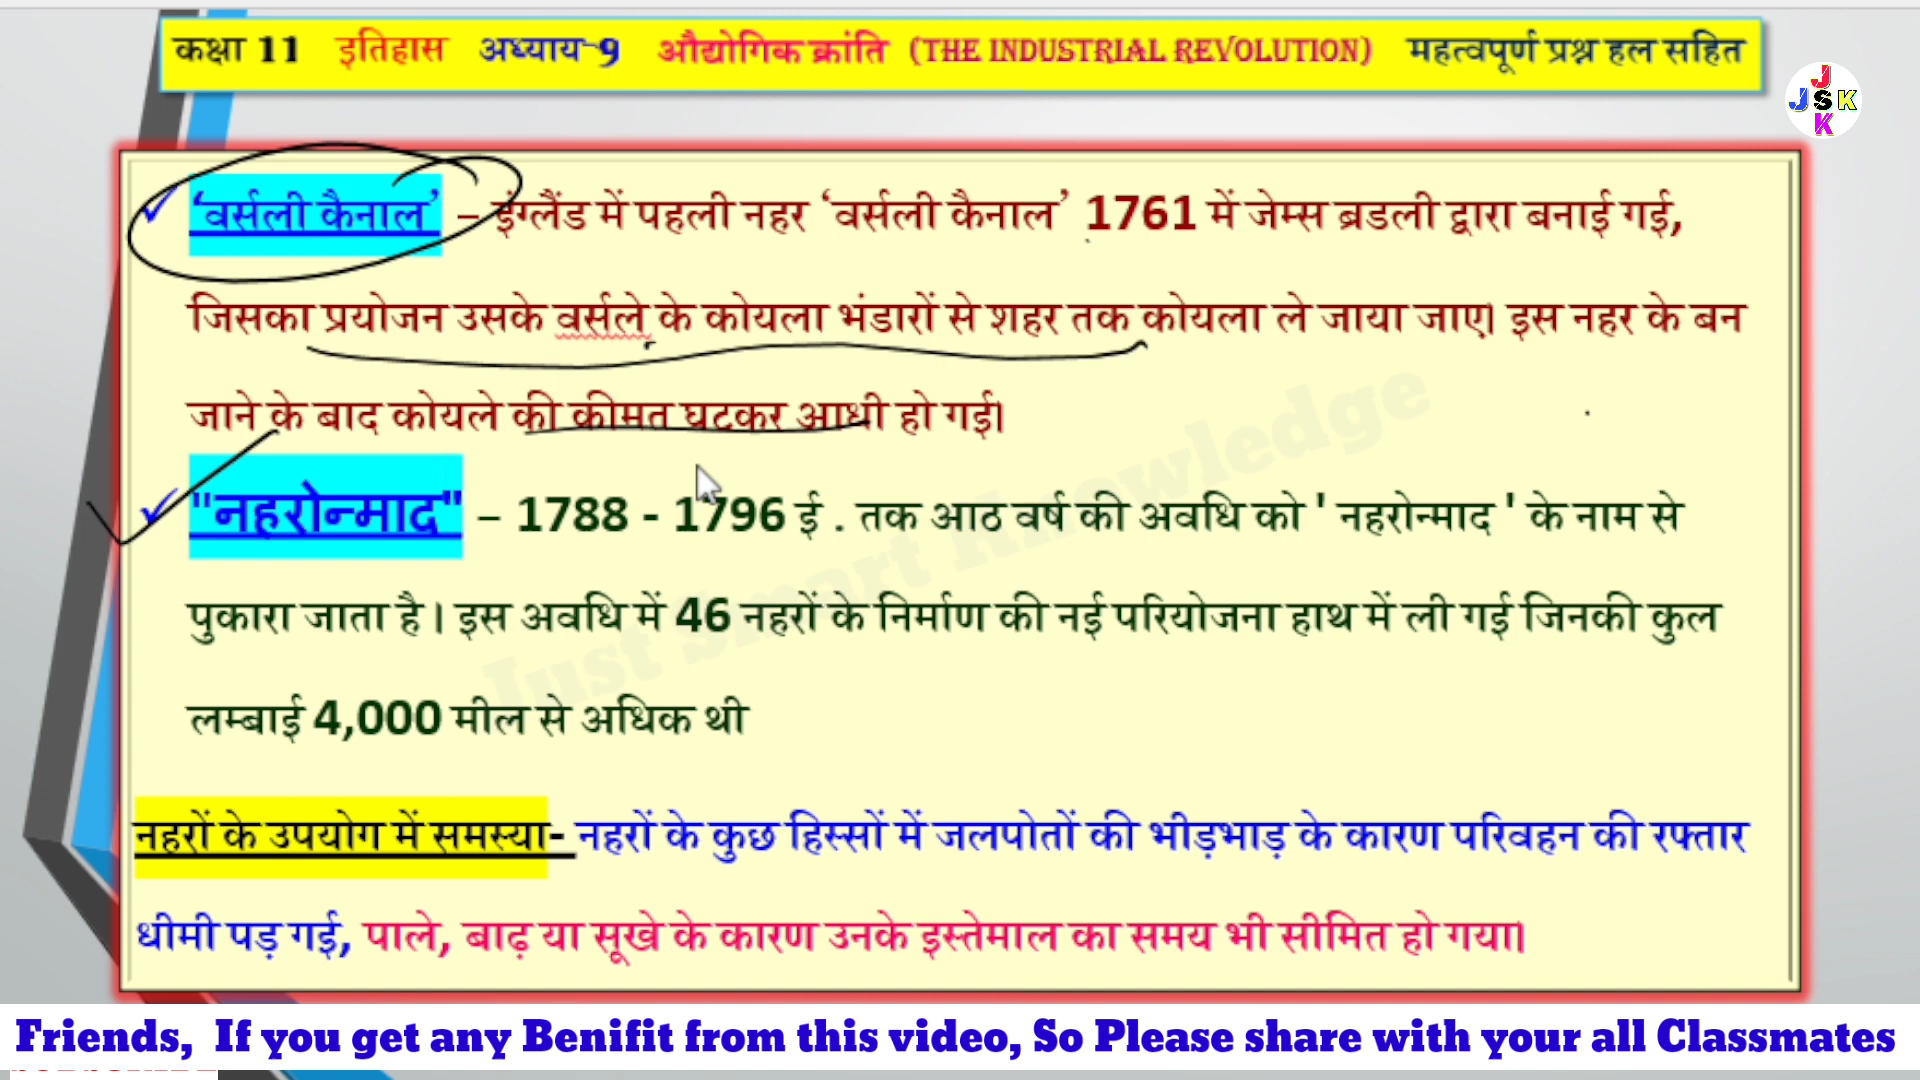 कक्षा 11 इतिहास अध्याय-9 औद्योगिक क्रांति (THE INDUSTRIAL REVOLUTION) महत्वपूर्ण प्रश्न हल सहित
J
J S K
K
‘वर्सली कैनाल’ – इंग्लैंड में पहली नहर ‘वर्सली कैनाल’ 1761 में जेम्स ब्रडली द्वारा बनाई गई,
जिसका प्रयोजन उसके वर्सले के कोयला भंडारों से शहर तक कोयला ले जाया जाए। इस नहर के बन
जाने के बाद कोयले की कीमत घटकर आधी हो गई।
"नहरोन्माद" – 1788 - 1796 ई . तक आठ वर्ष की अवधि को ' नहरोन्माद ' के नाम से
पुकारा जाता है । इस अवधि में 46 नहरों के निर्माण की नई परियोजना हाथ में ली गई जिनकी कुल
लम्बाई 4,000 मील से अधिक थी
Just Smart Knowledge
नहरों के उपयोग में समस्या- नहरों के कुछ हिस्सों में जलपोतों की भीड़भाड़ के कारण परिवहन की रफ्तार
धीमी पड़ गई, पाले, बाढ़ या सूखे के कारण उनके इस्तेमाल का समय भी सीमित हो गया।
Friends, If you get any Benifit from this video, So Please share with your all Classmates